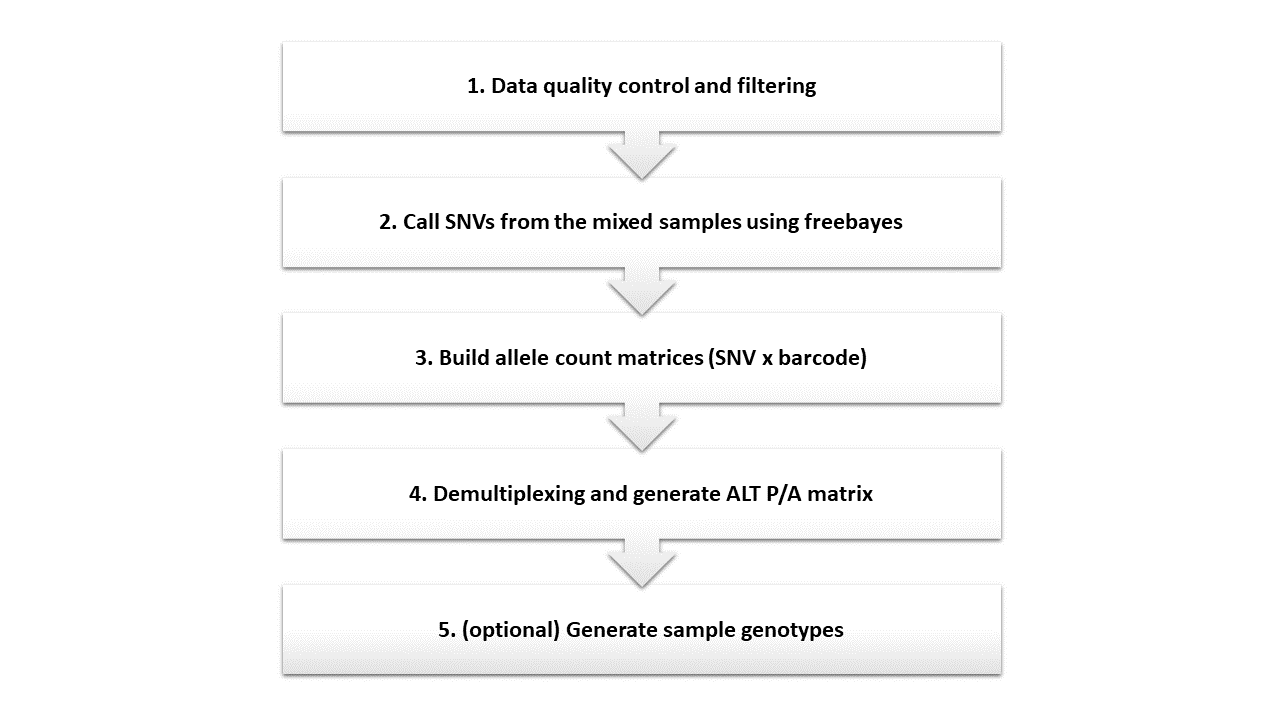 1. Data quality control and filtering
2. Call SNVs from the mixed samples using freebayes
3. Build allele count matrices (SNV x barcode)
4. Demultiplexing and generate ALT P/A matrix
5. (optional) Generate sample genotypes